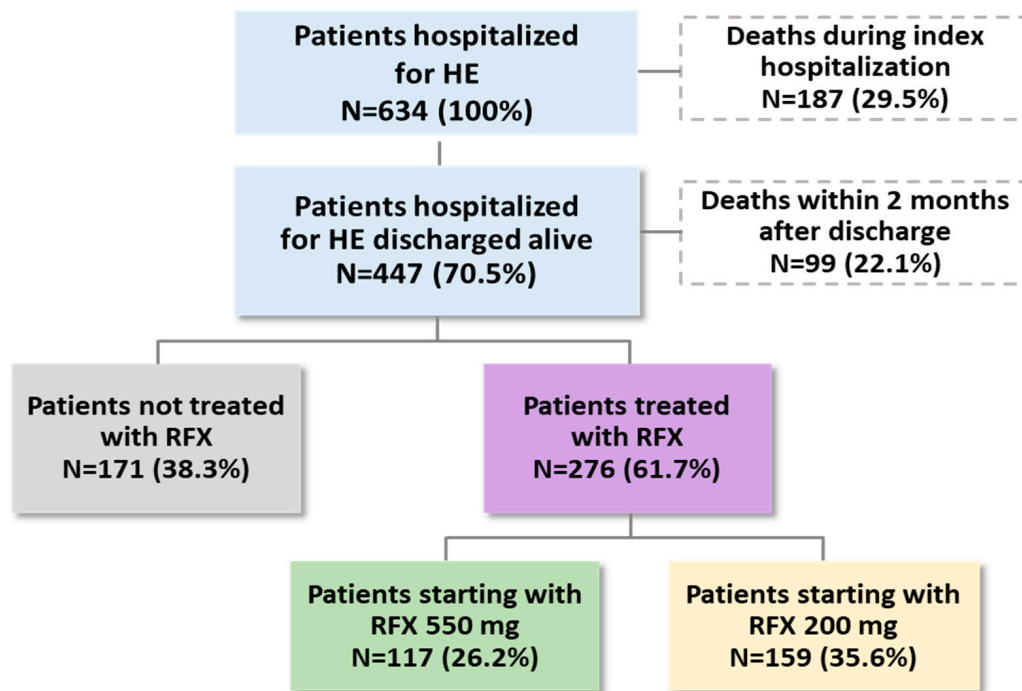 Patients hospitalized
for HE
N=634 (100%)
Deaths during index
hospitalization
N=187 (29.5%)
Patients hospitalized
for HE discharged alive
N=447 (70.5%)
Deaths within 2 months
after discharge
N=99 (22.1%)
Patients not treated
with RFX
N=171 (38.3%)
Patients treated
with RFX
N=276 (61.7%)
Patients starting with
RFX 550 mg
N=117 (26.2%)
Patients starting with
RFX 200 mg
N=159 (35.6%)